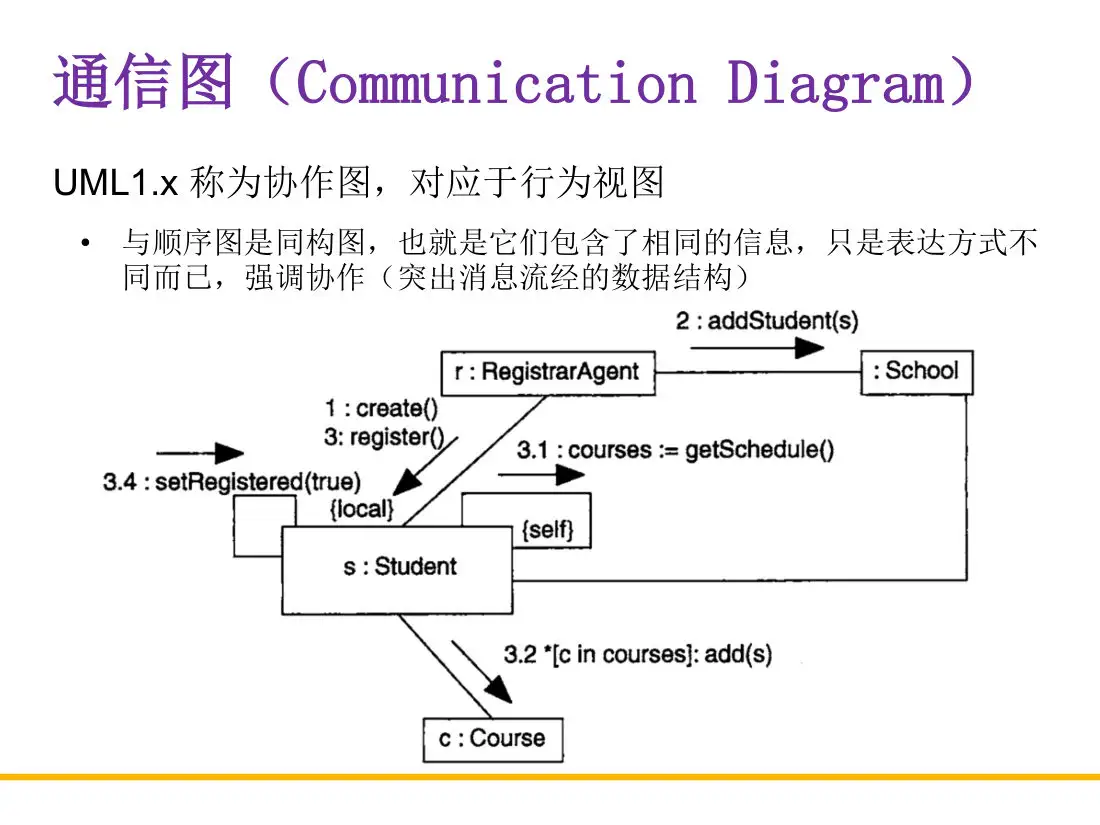 通信图（Communication Diagram）
UML1.x 称为协作图，对应于行为视图
• 与顺序图是同构图，也就是它们包含了相同的信息，只是表达方式不
同而已，强调协作（突出消息流经的数据结构）
2 : addStudent(s)
r : RegistrarAgent
: School
1 : create()
3: register()
3.1 : courses := getSchedule()
3.4 : setRegistered(true)
{local}
{self}
s : Student
3.2 *[c in courses]: add(s)
c : Course